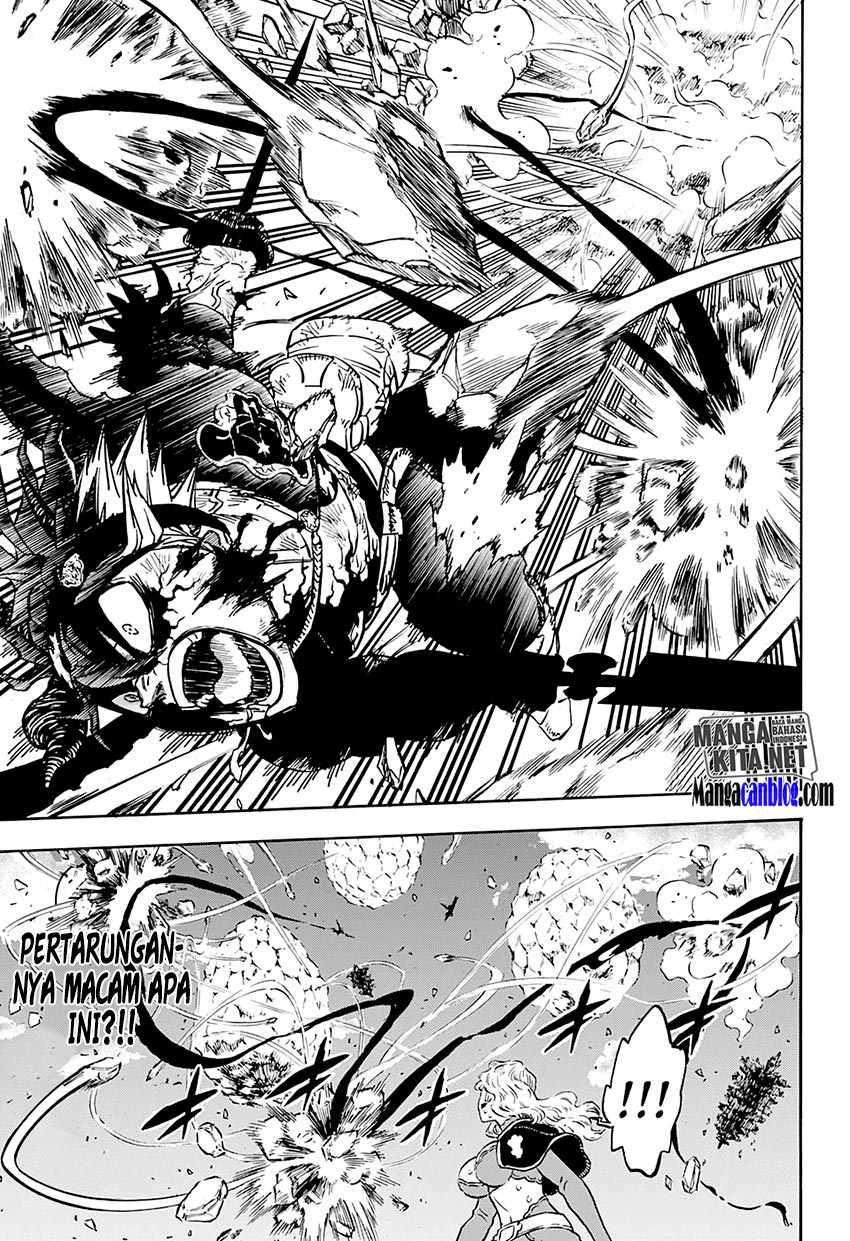 MANGA
KITA.NET
BACA MANGA
BAHASA
INDONESIA
Mangacanblog.com
PERTARUNGAN-
NYA MACAM APA
INI?!!
!!!